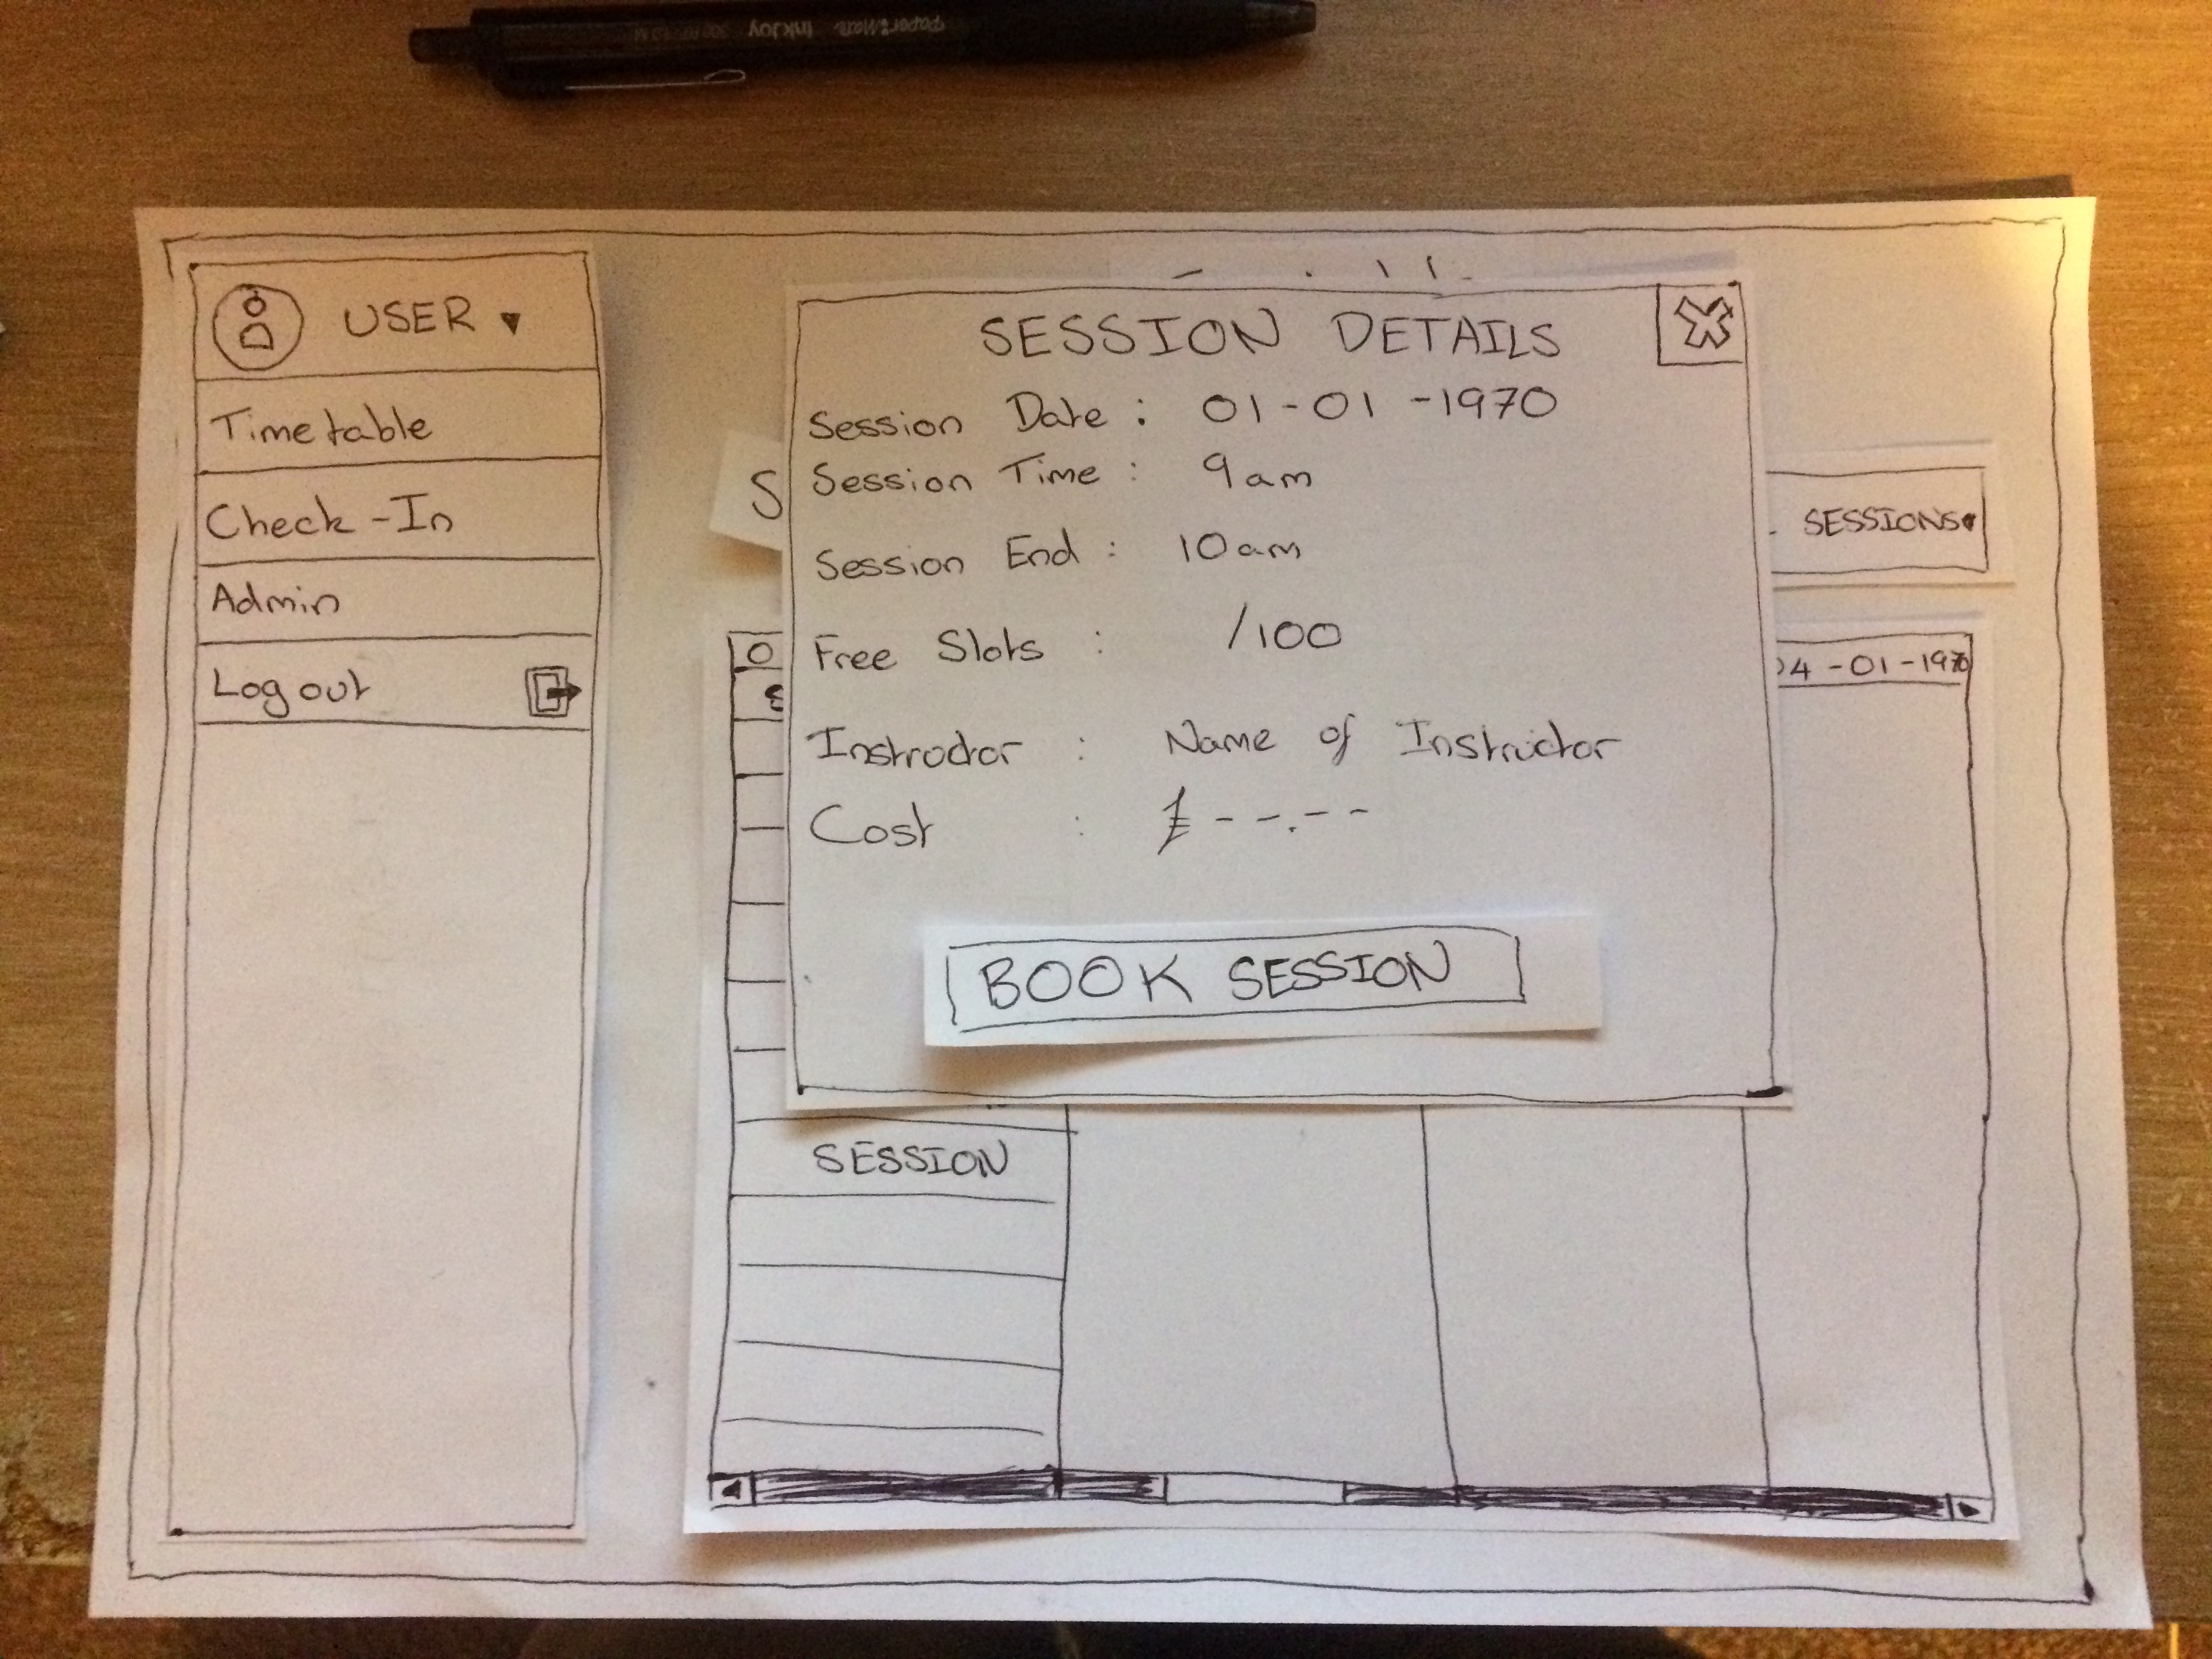 PaperMate InkJoy
USER
Timetable
Check-In
Admin
Log out
SESSION DETAILS
Session Date : 01-01-1970
Session Time : 9am
Session End : 10am
Free Slots : /100
Instructor : Name of Instructor
Cost : £--.--
BOOK SESSION
S
SESSIONS
04-01-1970
SESSION